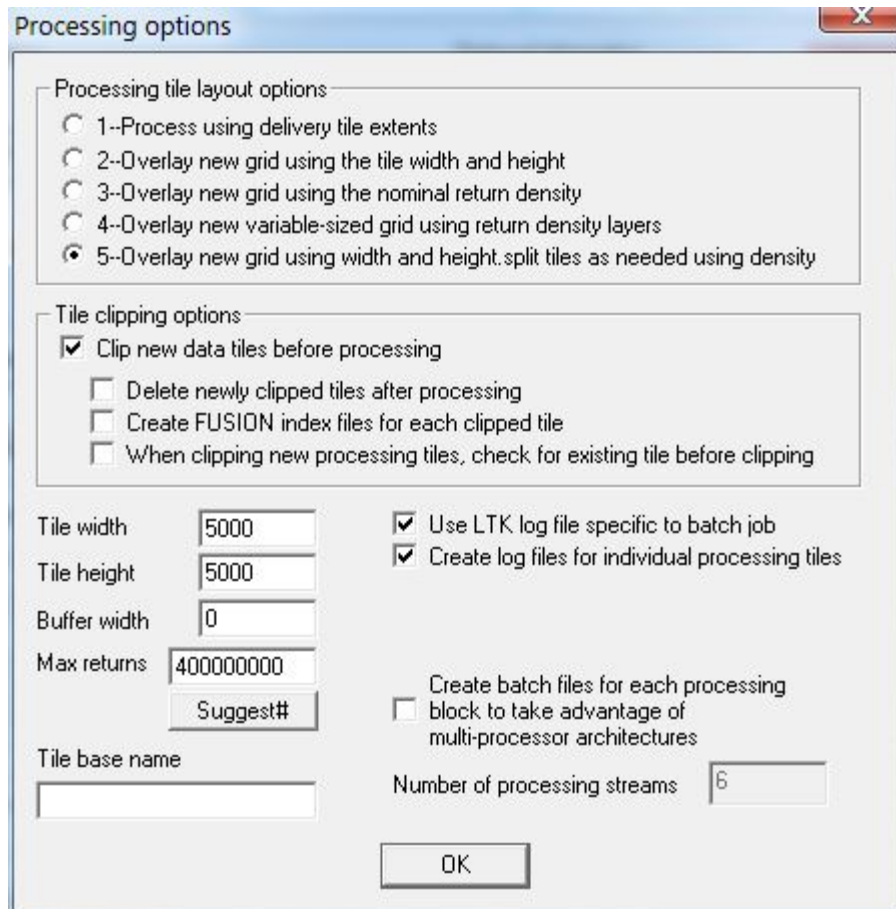 Processing options
Processing tile layout options
1--Process using delivery tile extents
2--Overlay new grid using the tile width and height
3--Overlay new grid using the nominal return density
4--Overlay new variable-sized grid using return density layers
5--Overlay new grid using width and height.split tiles as needed using density
Tile clipping options
Clip new data tiles before processing
Delete newly clipped tiles after processing
Create FUSION index files for each clipped tile
When clipping new processing tiles, check for existing tile before clipping
Tile width 5000
Use LTK log file specific to batch job
Tile height 5000
Create log files for individual processing tiles
Buffer width 0
Max returns 400000000
Suggest#
Create batch files for each processing
block to take advantage of
multi-processor architectures
Tile base name
Number of processing streams 6
OK